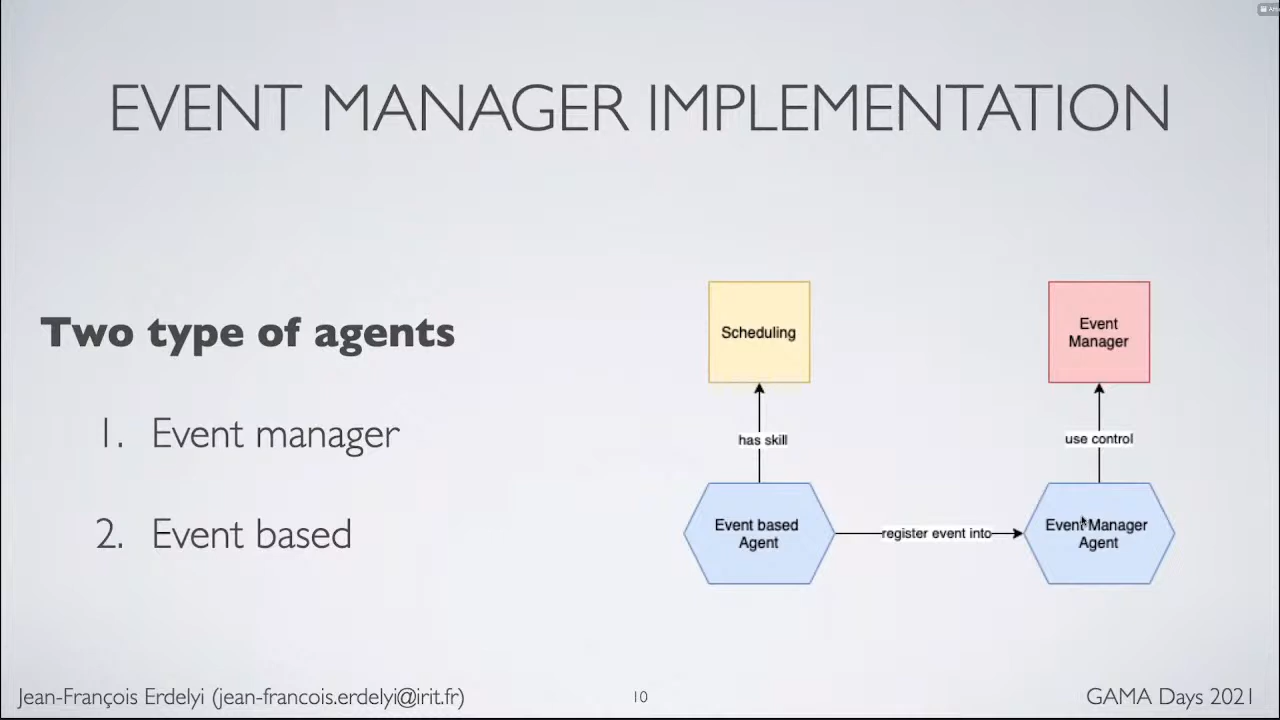 EVENT MANAGER IMPLEMENTATION
Two type of agents
1. Event manager
2. Event based
Scheduling
Event
Manager
has skill
use control
Event based
Agent
register event into
Event Manager
Agent
Jean-François Erdelyi (jean-francois.erdelyi@irit.fr)
10
GAMA Days 2021